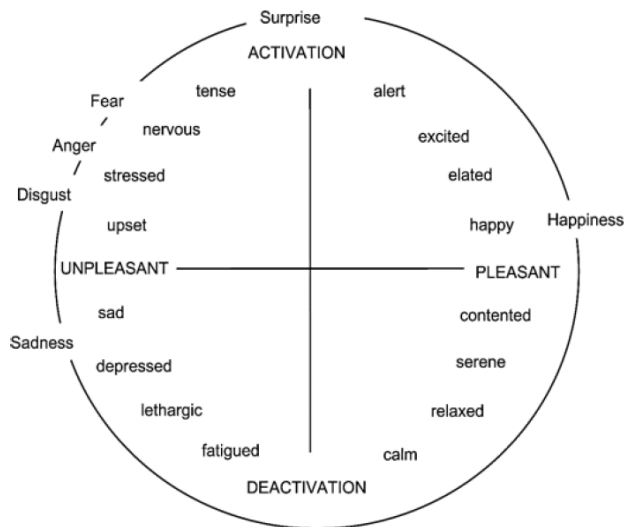 Surprise
ACTIVATION
tense
alert
Fear
nervous
excited
Anger
stressed
elated
Disgust
upset
happy
Happiness
UNPLEASANT
PLEASANT
sad
contented
Sadness
depressed
serene
lethargic
relaxed
fatigued
calm
DEACTIVATION